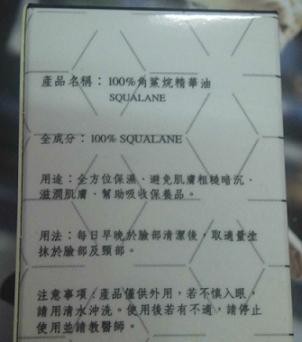 產品名稱：100%角鯊烷精華油
SQUALANE
全成分：100% SQUALANE
用途：全方位保濕、避免肌膚粗糙暗沉、
滋潤肌膚、幫助吸收保養品。
用法：每日早晚於臉部清潔後，取適量塗
抹於臉部及頸部。
注意事項：產品僅供外用，若不慎入眼，
請用清水沖洗。使用後若有不適，請停止
使用並請教醫師。